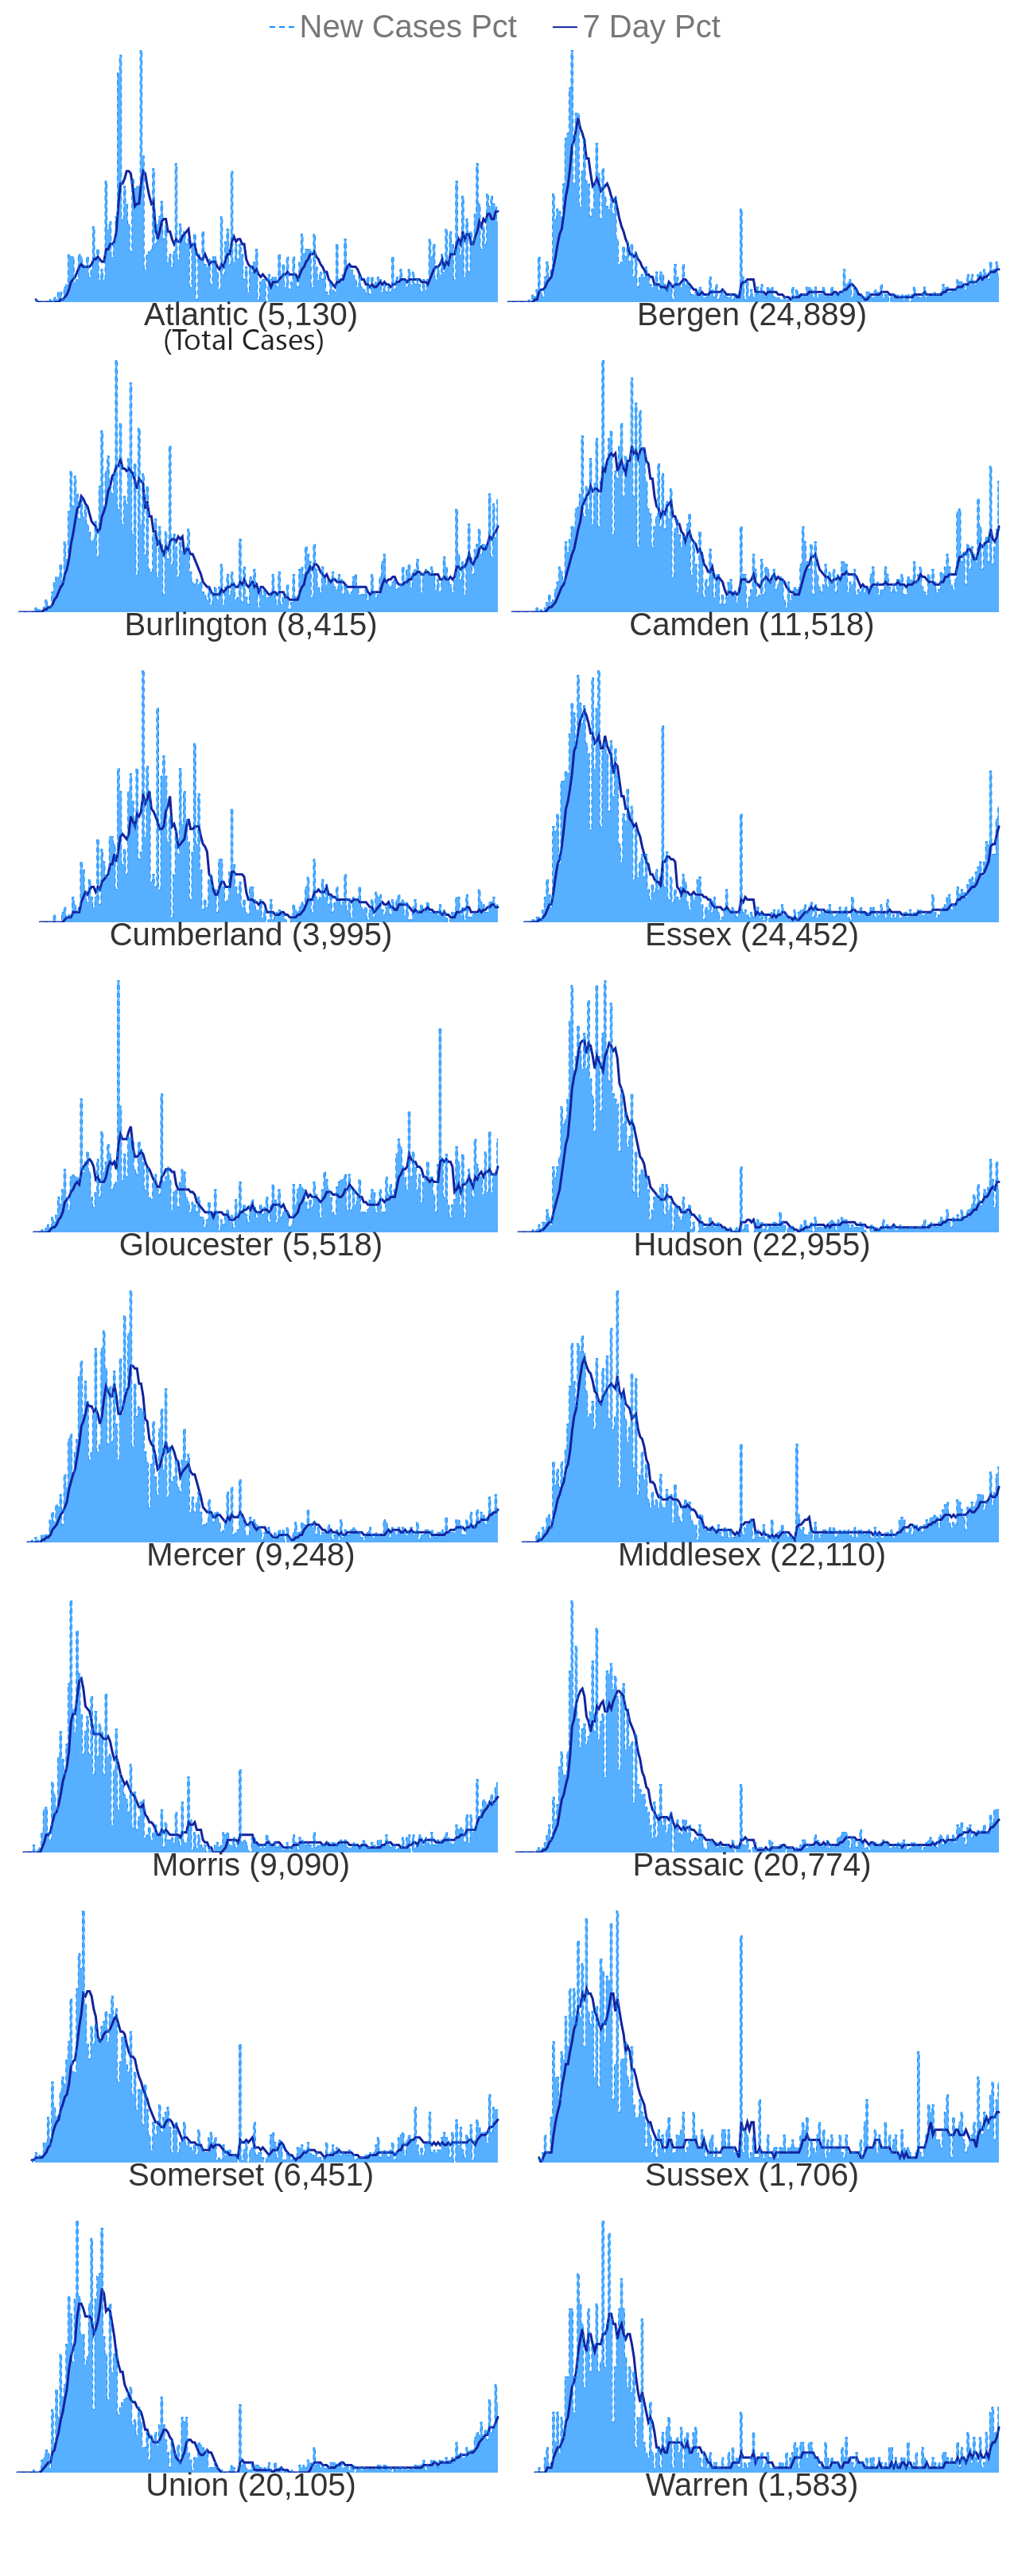 New Cases Pct 7 Day Pct
Atlantic (5,130) Bergen (24,889)
(Total Cases)
Burlington (8,415) Camden (11,518)
Cumberland (3,995) Essex (24,452)
Gloucester (5,518) Hudson (22,955)
Mercer (9,248) Middlesex (22,110)
Morris (9,090) Passaic (20,774)
Somerset (6,451) Sussex (1,706)
Union (20,105) Warren (1,583)